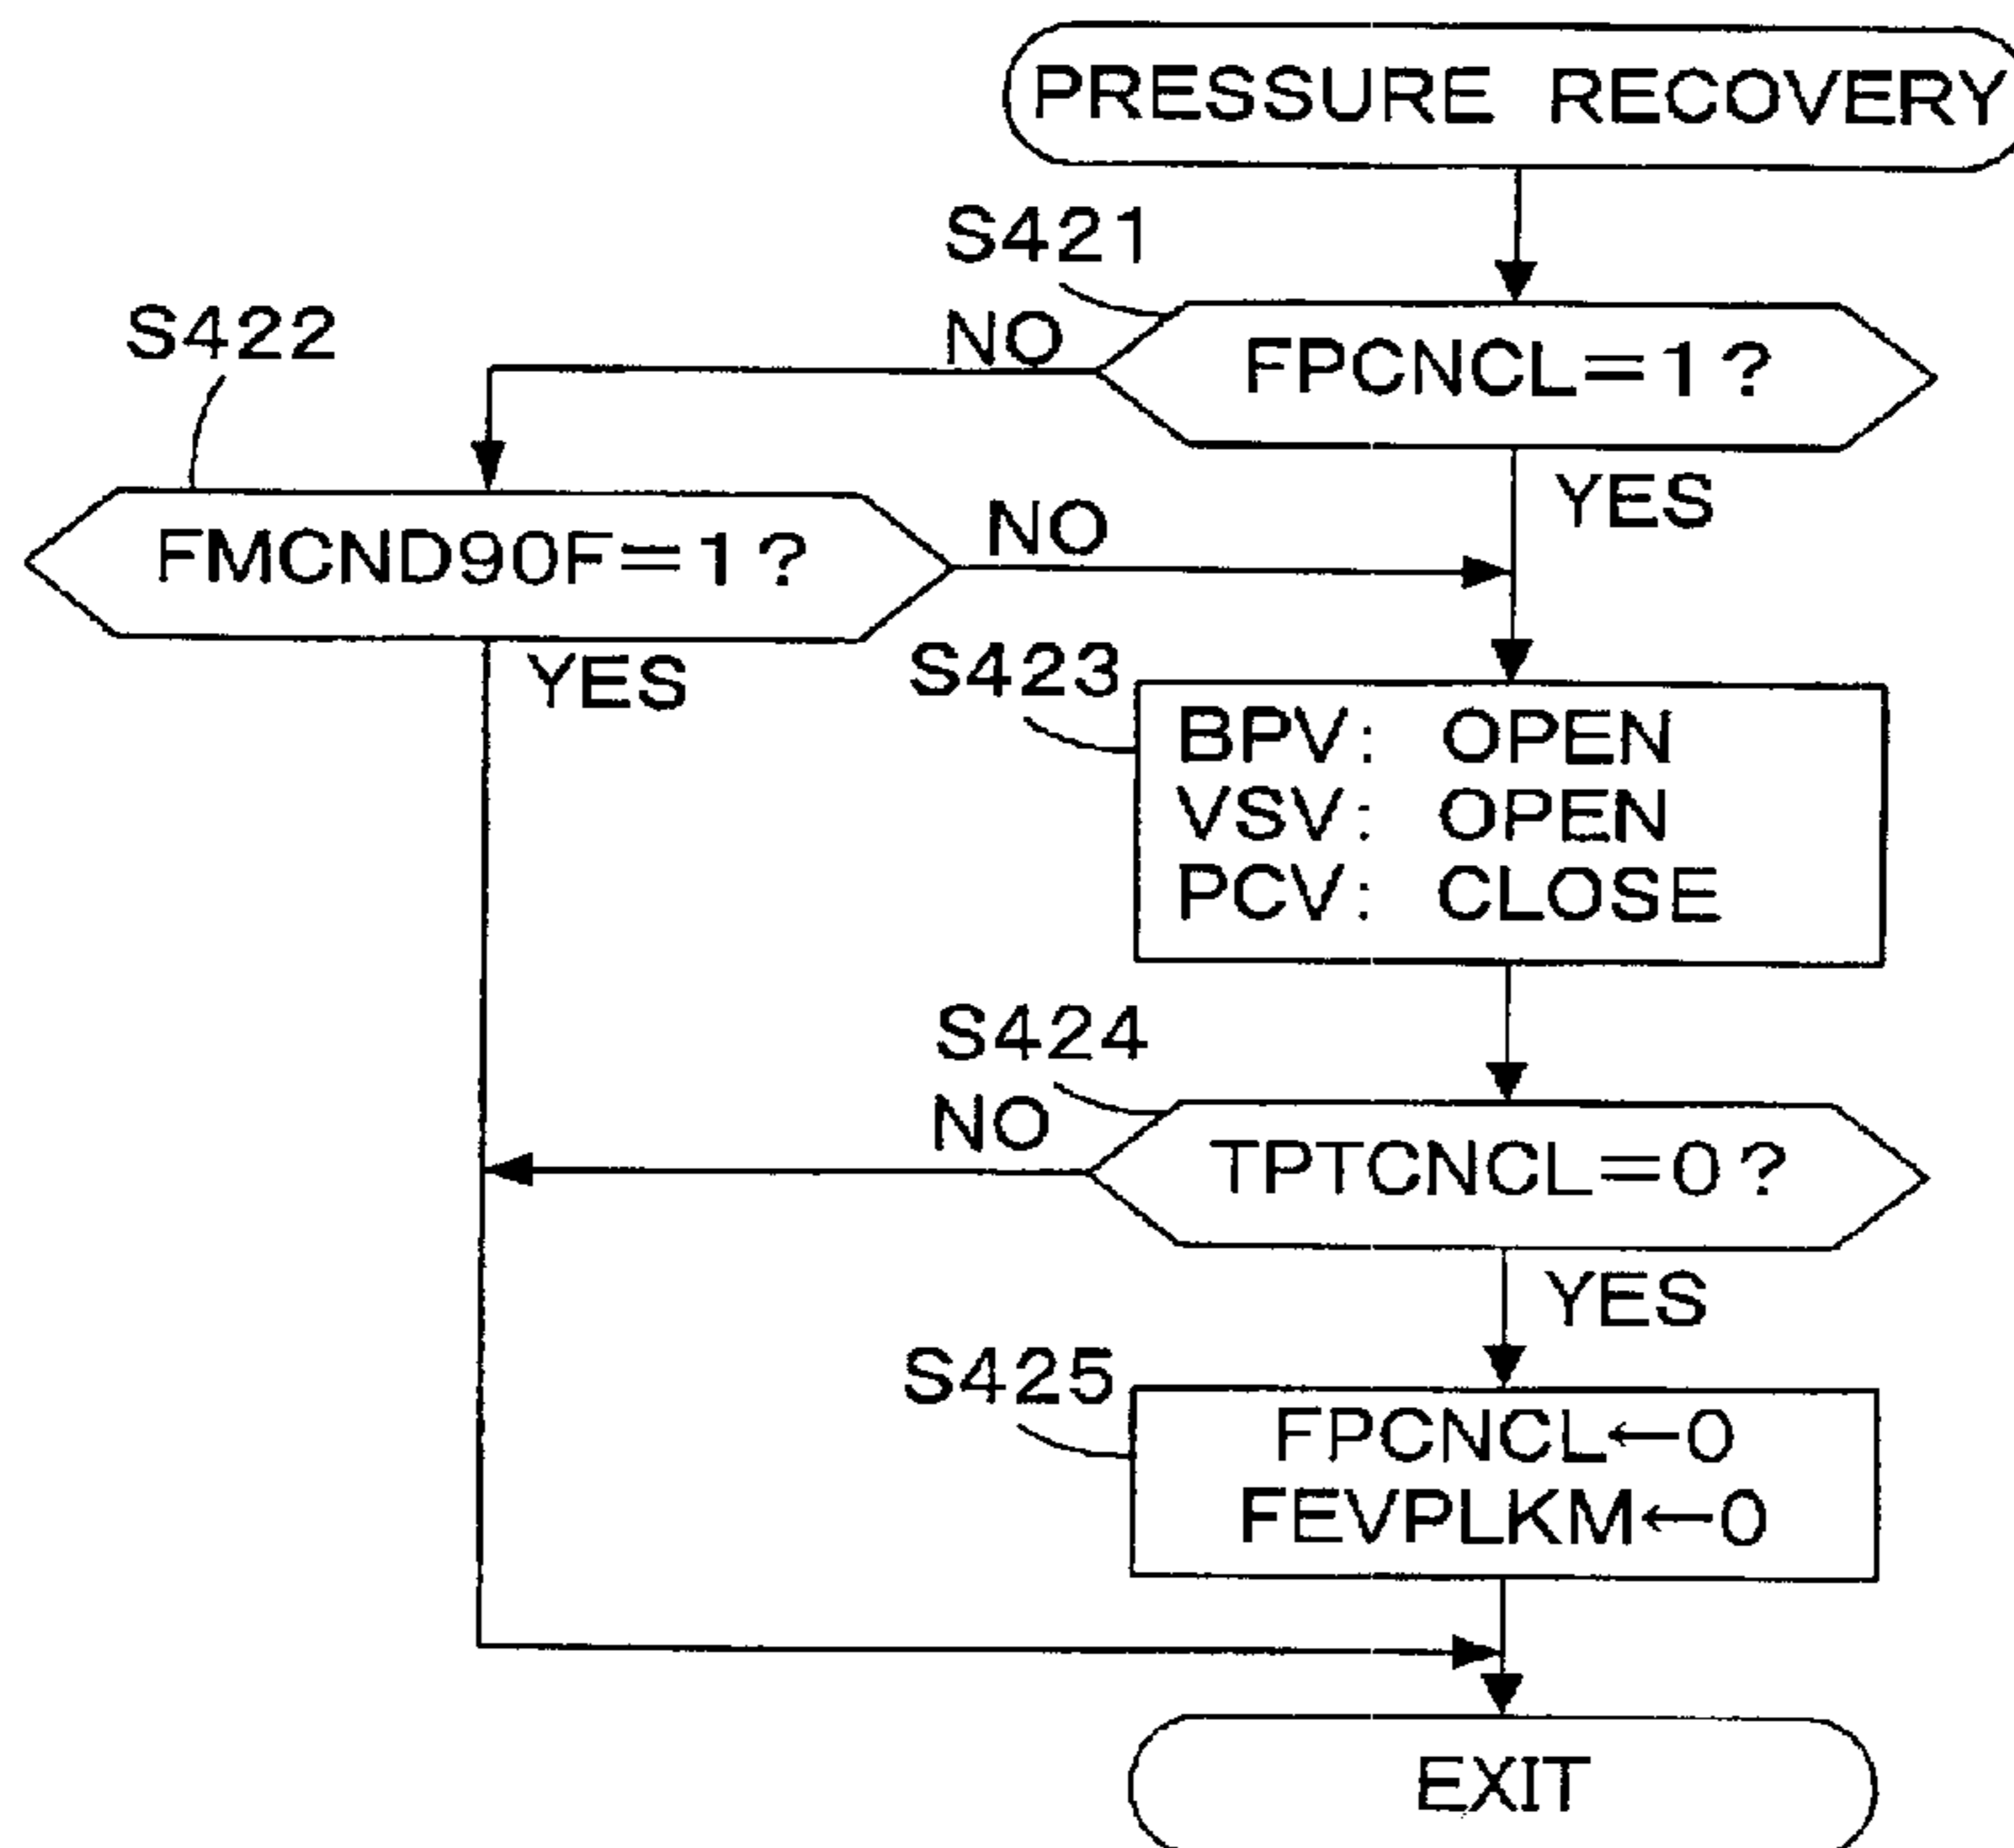 PRESSURE RECOVERY
S421
NO
FPCNCL=1?
YES
S422
FMCND90F=1?
NO
YES
S423
BPV: OPEN
VSV: OPEN
PCV: CLOSE
S424
NO
TPTCNCL=0?
YES
S425
FPCNCL←0
FEVPLKM←0
EXIT